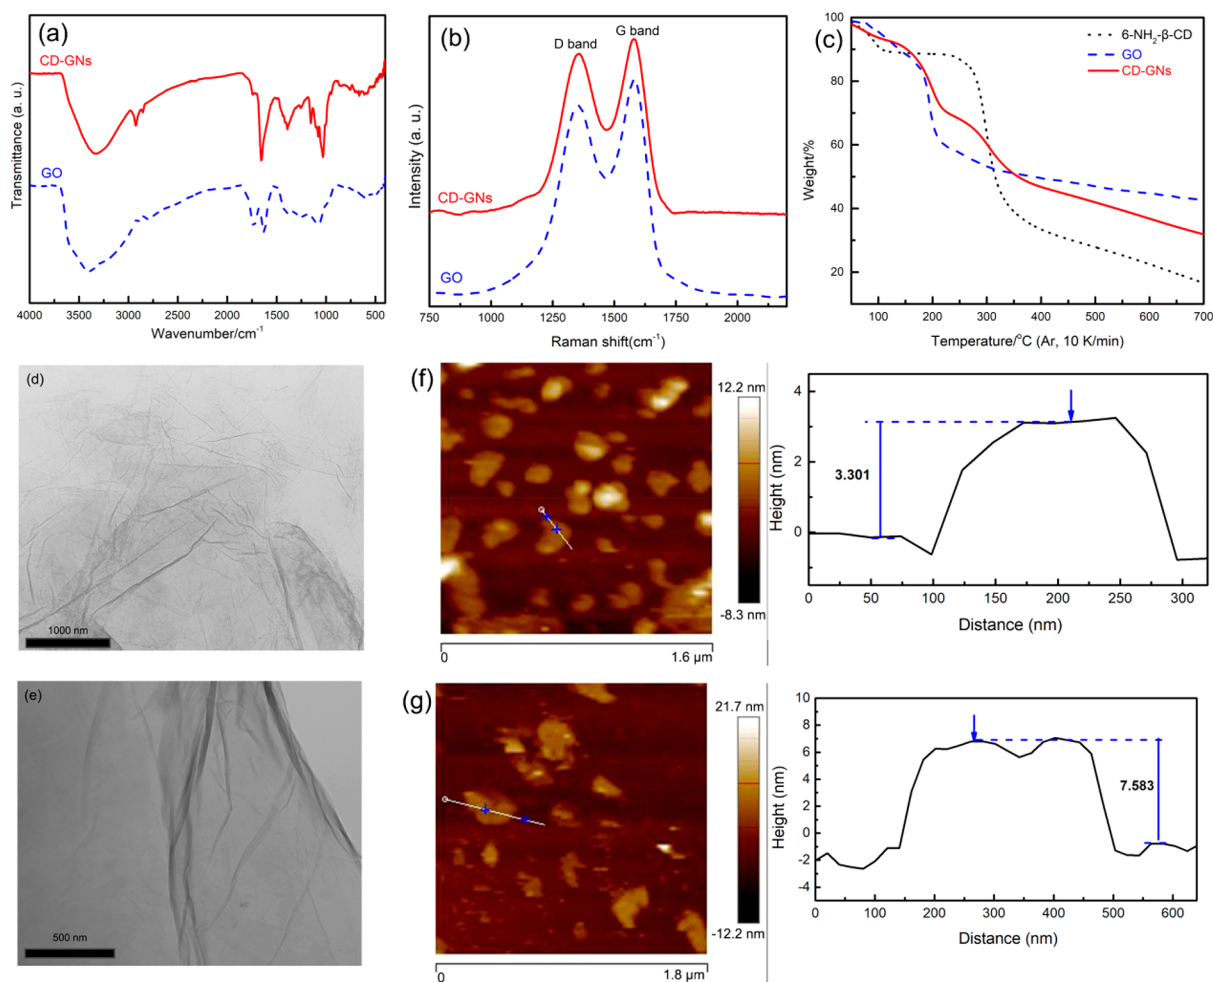 (a)
CD-GNs
GO
Transmittance (a. u.)
4000 3500 3000 2500 2000 1500 1000 500
Wavenumber/cm⁻¹
(b)
D band
G band
CD-GNs
GO
Intensity (a. u.)
750 1000 1250 1500 1750 2000
Raman shift(cm⁻¹)
(c)
6-NH₂-β-CD
GO
CD-GNs
Weight/%
100
80
60
40
20
100 200 300 400 500 600 700
Temperature/°C (Ar, 10 K/min)
(d)
1000 nm
(e)
500 nm
(f)
12.2 nm
-8.3 nm
0 1.6 μm
Height (nm)
4
2
0
3.301
0 50 100 150 200 250 300
Distance (nm)
(g)
21.7 nm
-12.2 nm
0 1.8 μm
Height (nm)
10
8
6
4
2
0
-2
-4
7.583
0 100 200 300 400 500 600
Distance (nm)